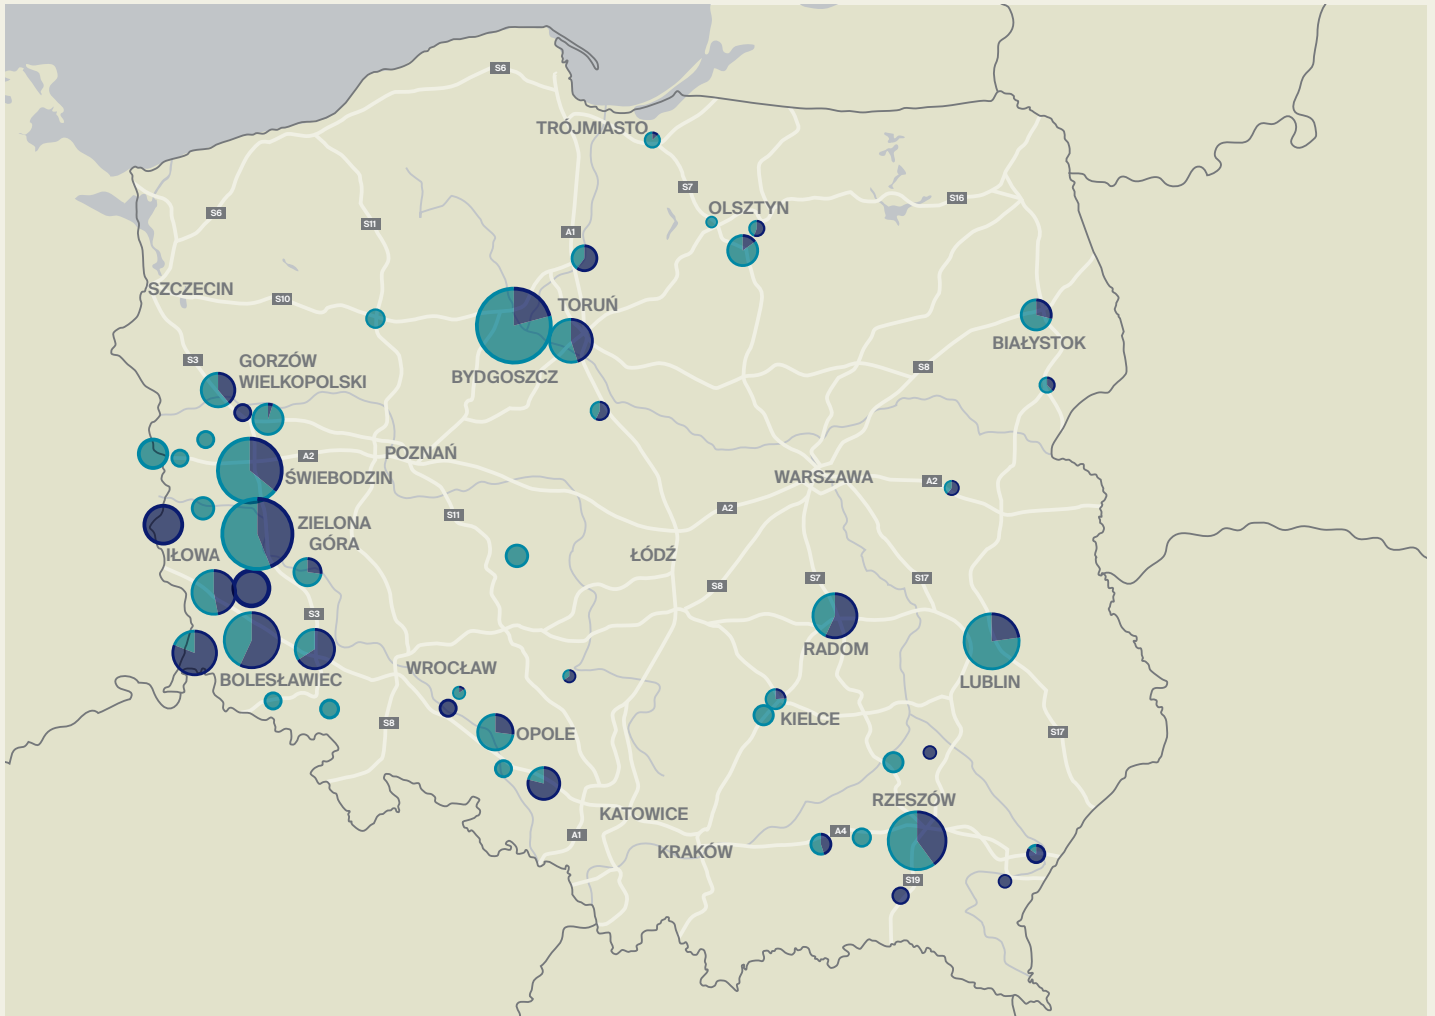 S6
TRÓJMIASTO
S7
OLSZTYN
S16
S6
S11
A1
SZCZECIN
S10
TORUŃ
BIAŁYSTOK
S3
GORZÓW
WIELKOPOLSKI
BYDGOSZCZ
S8
A2
POZNAŃ
ŚWIEBODZIN
WARSZAWA
A2
A2
S11
ZIELONA
GÓRA
IŁOWA
ŁÓDŹ
S8
S7
S17
S3
RADOM
WROCŁAW
BOLESŁAWIEC
LUBLIN
S8
OPOLE
KIELCE
S17
RZESZÓW
KATOWICE
A1
A4
KRAKÓW
S19